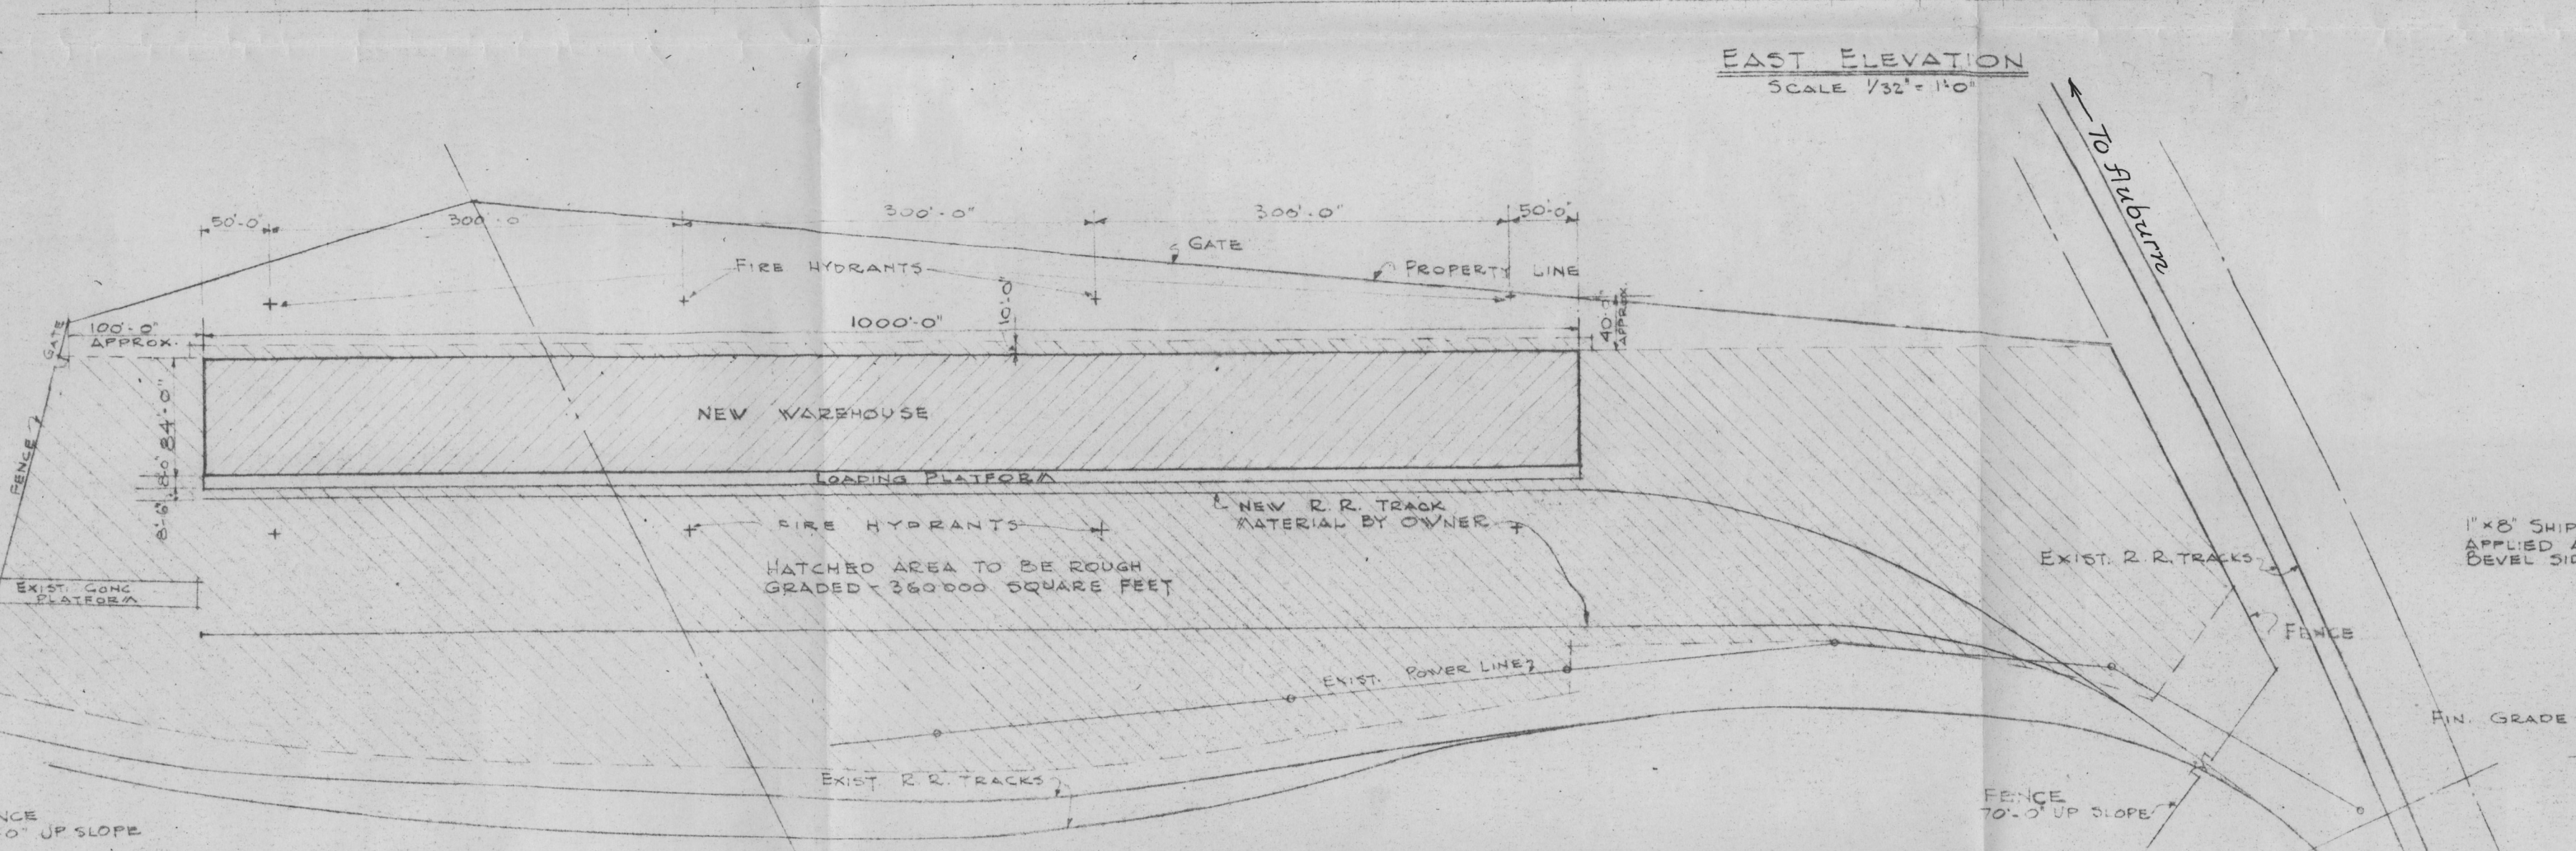 EAST ELEVATION
SCALE 1/32" = 1'-0"
To Auburn
50'-0"
300'-0
300'-0"
300'-0"
50'-0"
GATE
FIRE HYDRANTS
PROPERTY LINE
GATE
100'-0"
APPROX.
1000'-0"
10'-0"
40'-0"
APPROX.
FENCE
84'-0"
8'-0"
8'-6"
NEW WAREHOUSE
LOADING PLATFORM
FIRE HYDRANTS
NEW R. R. TRACK
MATERIAL BY OWNER
HATCHED AREA TO BE ROUGH
GRADED - 360000 SQUARE FEET
EXIST. CONC
PLATFORM
EXIST. R. R. TRACKS
1" x 8" SHIP
APPLIED A
BEVEL SID
FENCE
EXIST. POWER LINE
FIN. GRADE
EXIST. R. R. TRACKS
FENCE
70'-0" UP SLOPE
NCE
0" UP SLOPE